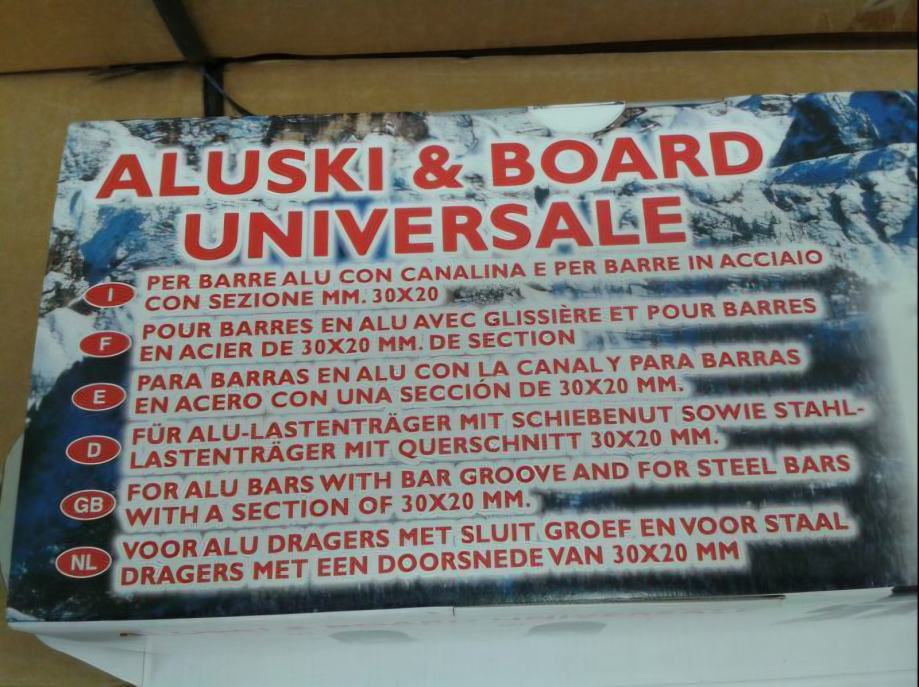 ALUSKI & BOARD
UNIVERSALE
I PER BARRE ALU CON CANALINA E PER BARRE IN ACCIAIO
CON SEZIONE MM. 30X20
F POUR BARRES EN ALU AVEC GLISSIÈRE ET POUR BARRES
EN ACIER DE 30X20 MM. DE SECTION
E PARA BARRAS EN ALU CON LA CANAL Y PARA BARRAS
EN ACERO CON UNA SECCIÓN DE 30X20 MM.
D FÜR ALU-LASTENTRÄGER MIT SCHIEBENUT SOWIE STAHL-
LASTENTRÄGER MIT QUERSCHNITT 30X20 MM.
GB FOR ALU BARS WITH BAR GROOVE AND FOR STEEL BARS
WITH A SECTION OF 30X20 MM.
NL VOOR ALU DRAGERS MET SLUIT GROEF EN VOOR STAAL
DRAGERS MET EEN DOORSNEDE VAN 30X20 MM